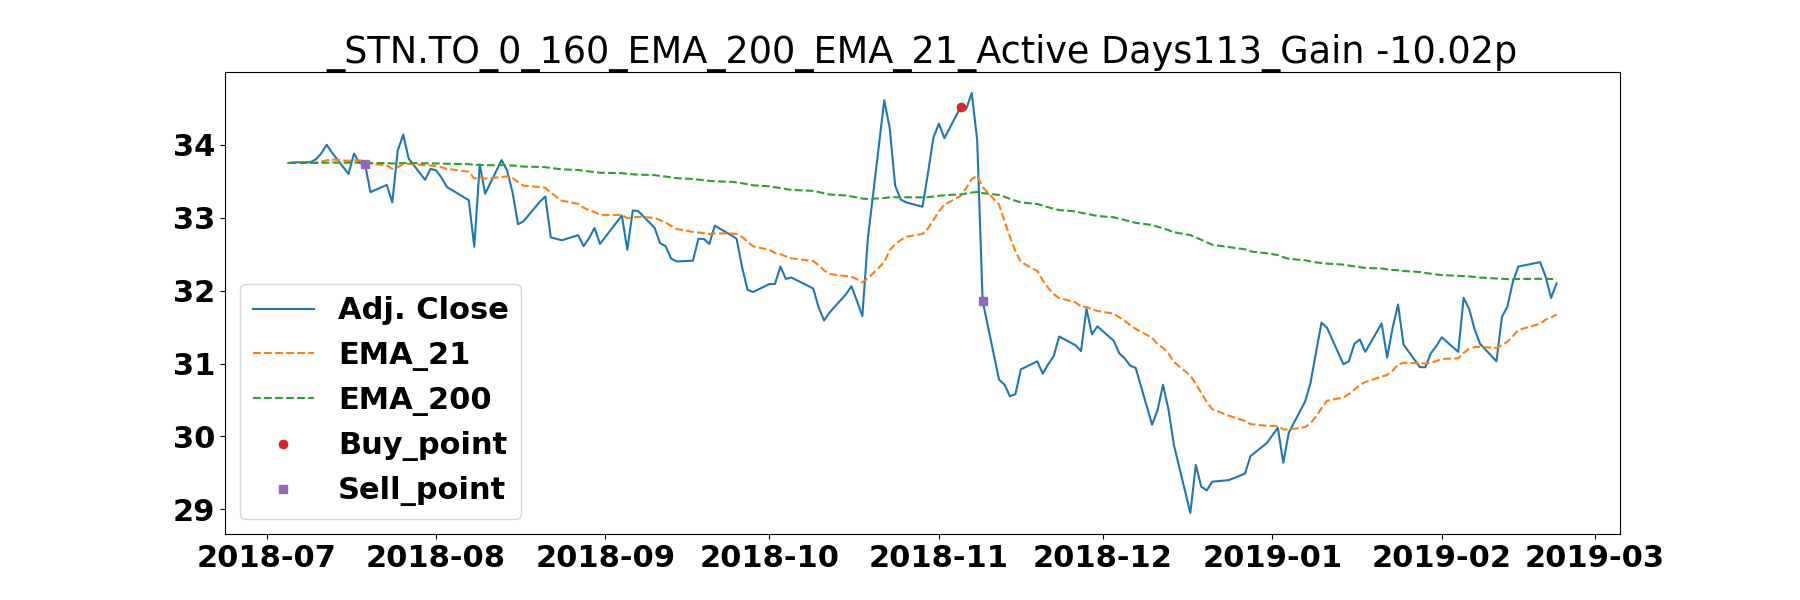 _STN.TO_0_160_EMA_200_EMA_21_Active Days113_Gain -10.02p
34
33
32
31
30
29
Adj. Close
EMA_21
EMA_200
Buy_point
Sell_point
2018-07 2018-08 2018-09 2018-10 2018-11 2018-12 2019-01 2019-02 2019-03